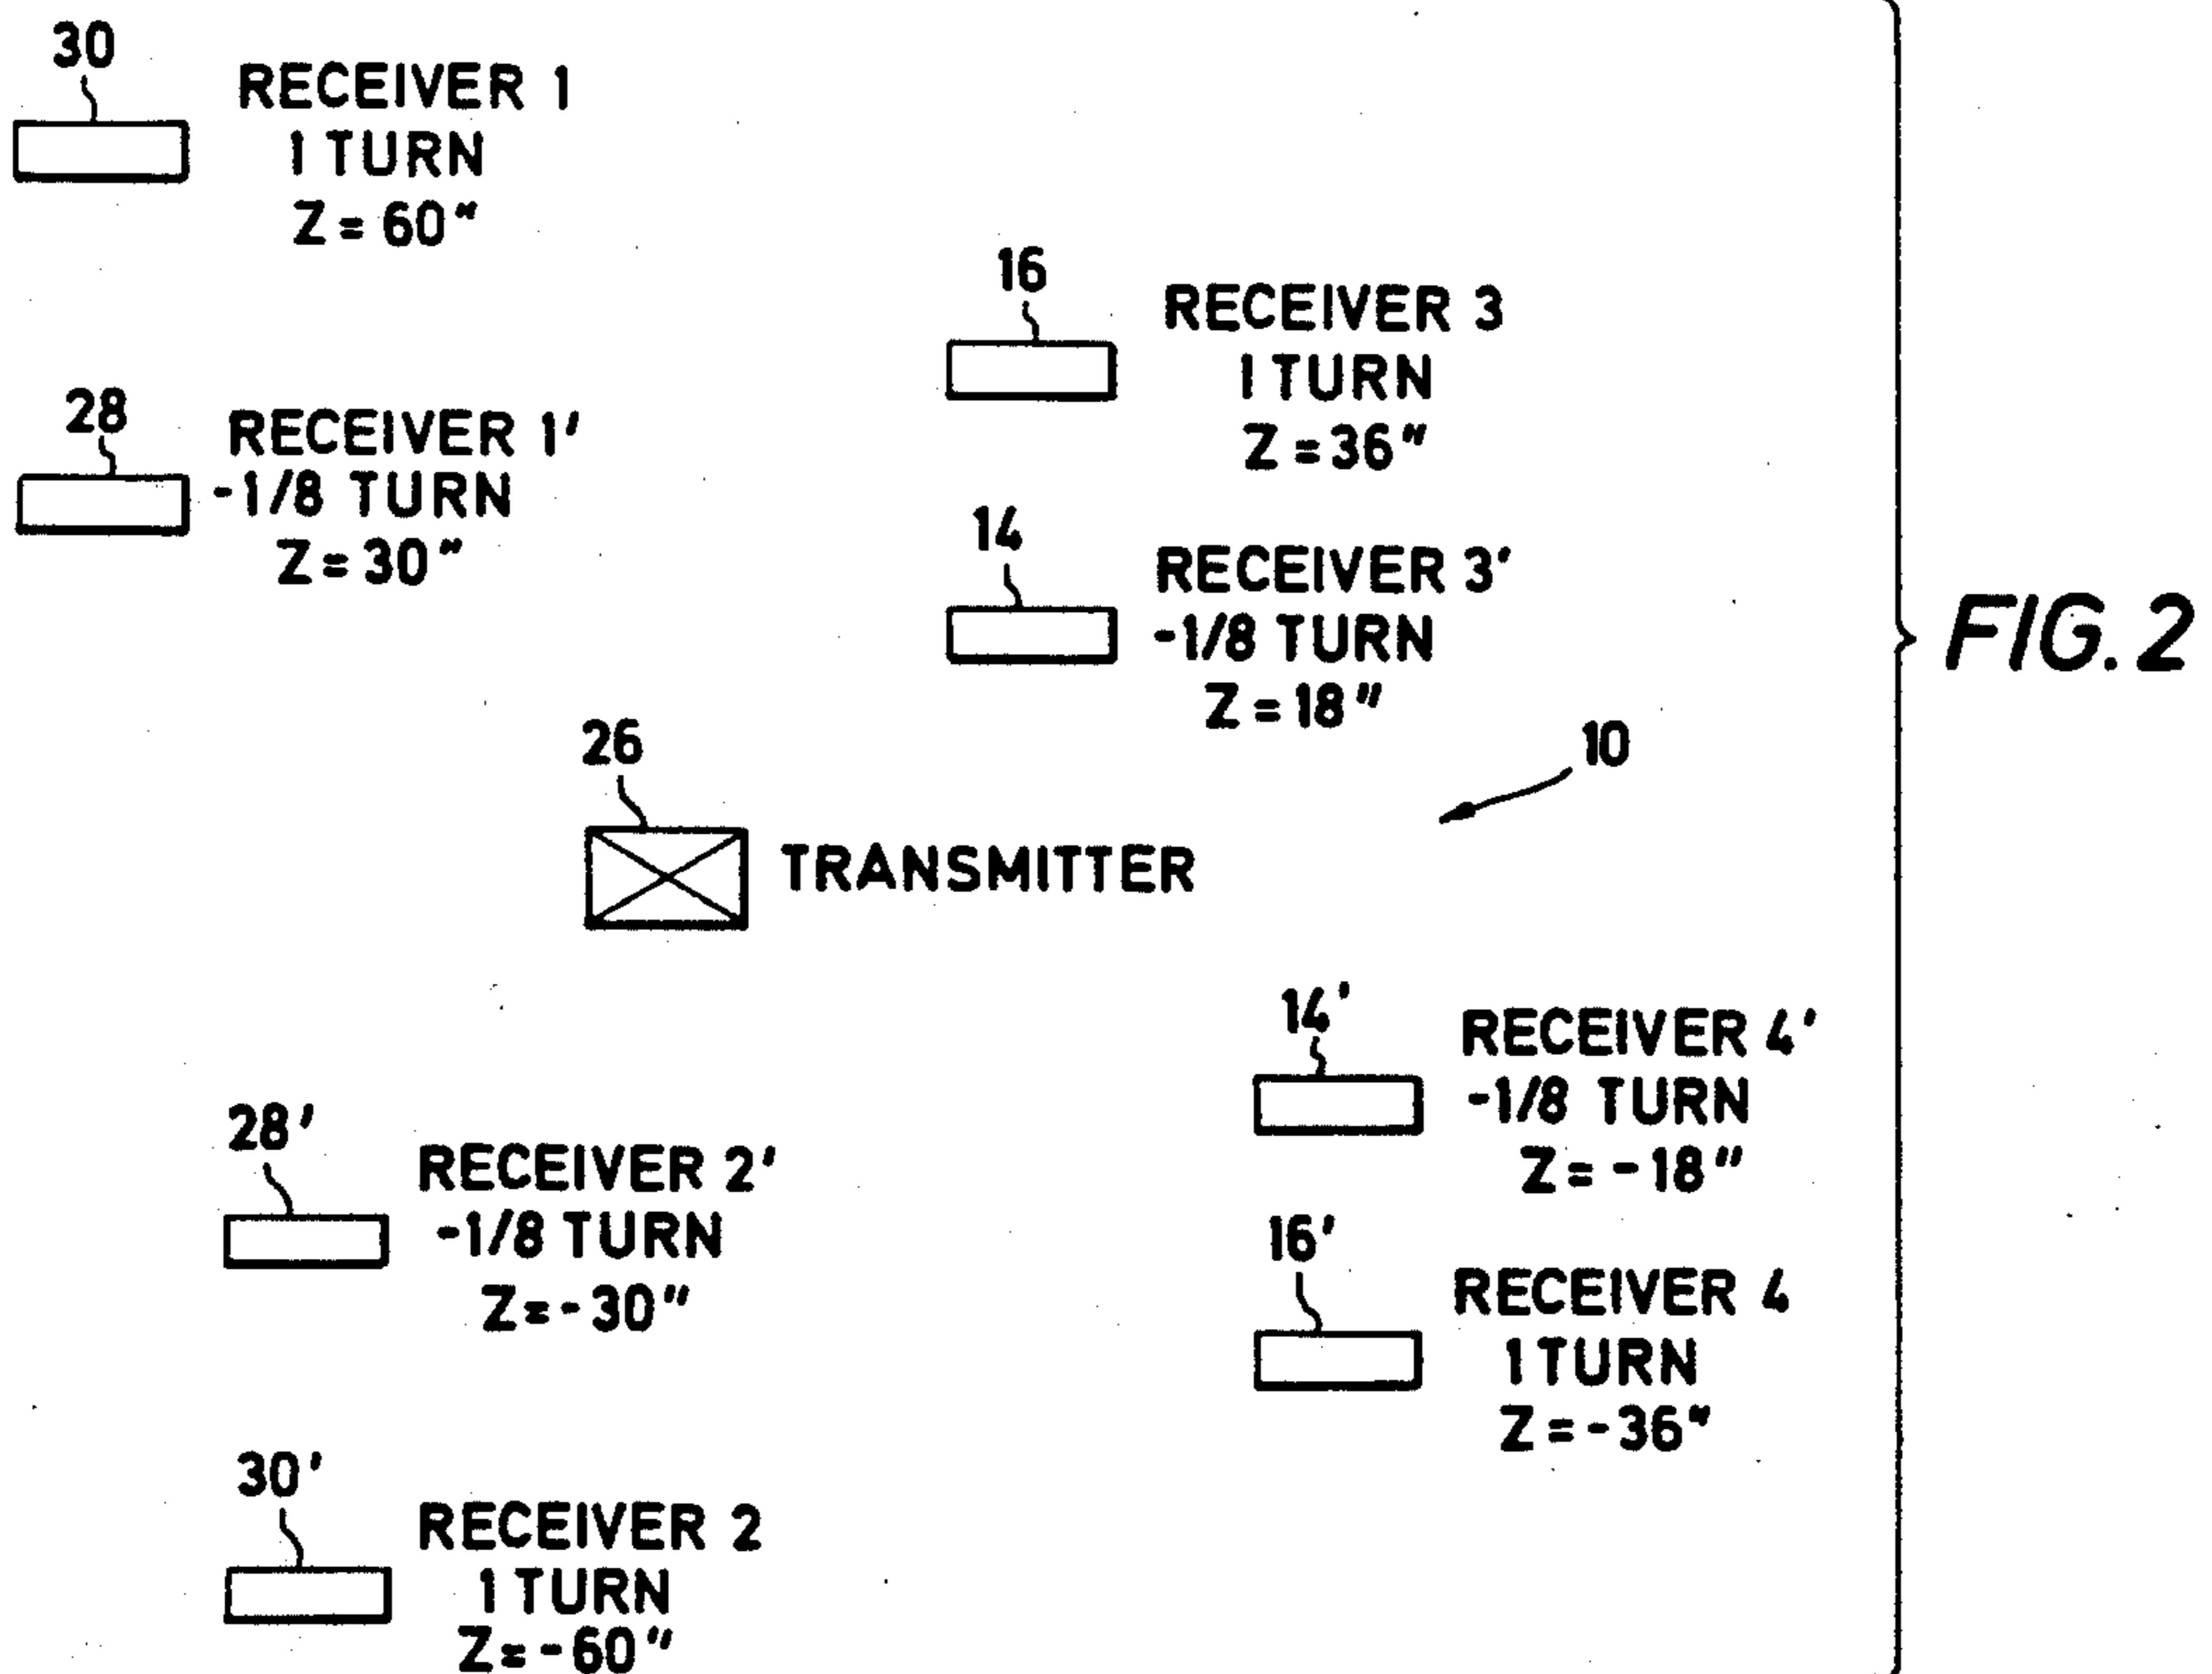 30
RECEIVER 1
1 TURN
Z = 60"
16
RECEIVER 3
1 TURN
Z = 36"
28
RECEIVER 1'
-1/8 TURN
Z = 30"
14
RECEIVER 3'
-1/8 TURN
Z = 18"
FIG. 2
26
TRANSMITTER
10
14'
RECEIVER 4'
-1/8 TURN
Z = -18"
28'
RECEIVER 2'
-1/8 TURN
Z = -30"
16'
RECEIVER 4
1 TURN
Z = -36"
30'
RECEIVER 2
1 TURN
Z = -60"